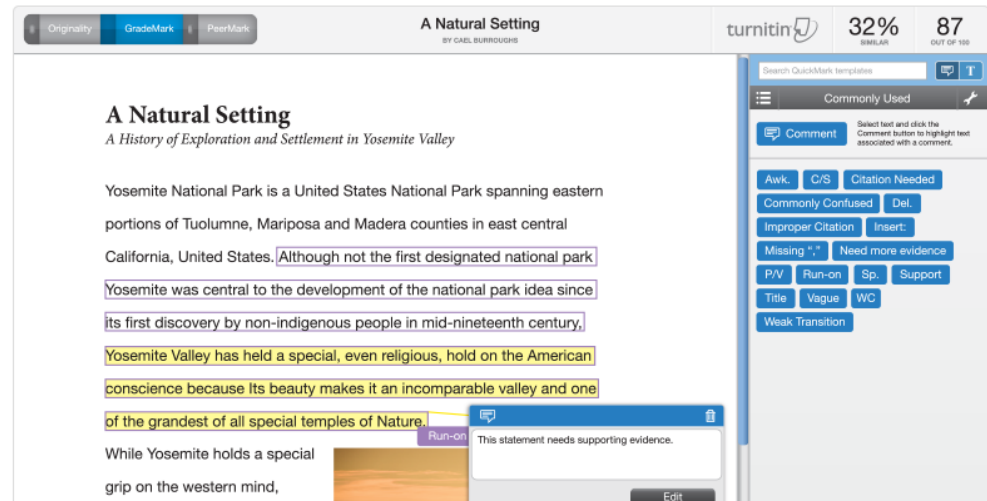 Originality GradeMark PeerMark
A Natural Setting
BY CAEL BURROUGHS
turnitin
32%
SIMILAR
87
OUT OF 100
A Natural Setting
A History of Exploration and Settlement in Yosemite Valley
Yosemite National Park is a United States National Park spanning eastern
portions of Tuolumne, Mariposa and Madera counties in east central
California, United States. Although not the first designated national park
Yosemite was central to the development of the national park idea since
its first discovery by non-indigenous people in mid-nineteenth century,
Yosemite Valley has held a special, even religious, hold on the American
conscience because Its beauty makes it an incomparable valley and one
of the grandest of all special temples of Nature.
Run-on
This statement needs supporting evidence.
Edit
While Yosemite holds a special
grip on the western mind,
Search QuickMark templates
T
Commonly Used
Comment
Select text and click the
Comment button to highlight text
associated with a comment.
Awk. C/S Citation Needed
Commonly Confused Del.
Improper Citation Insert:
Missing “,” Need more evidence
P/V Run-on Sp. Support
Title Vague WC
Weak Transition